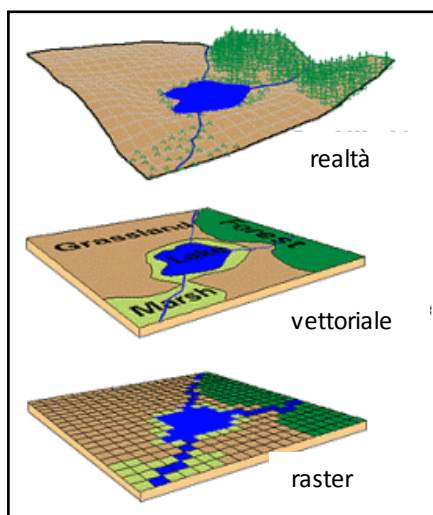 realtà
Grassland
Forest
Lake
Marsh
vettoriale
raster